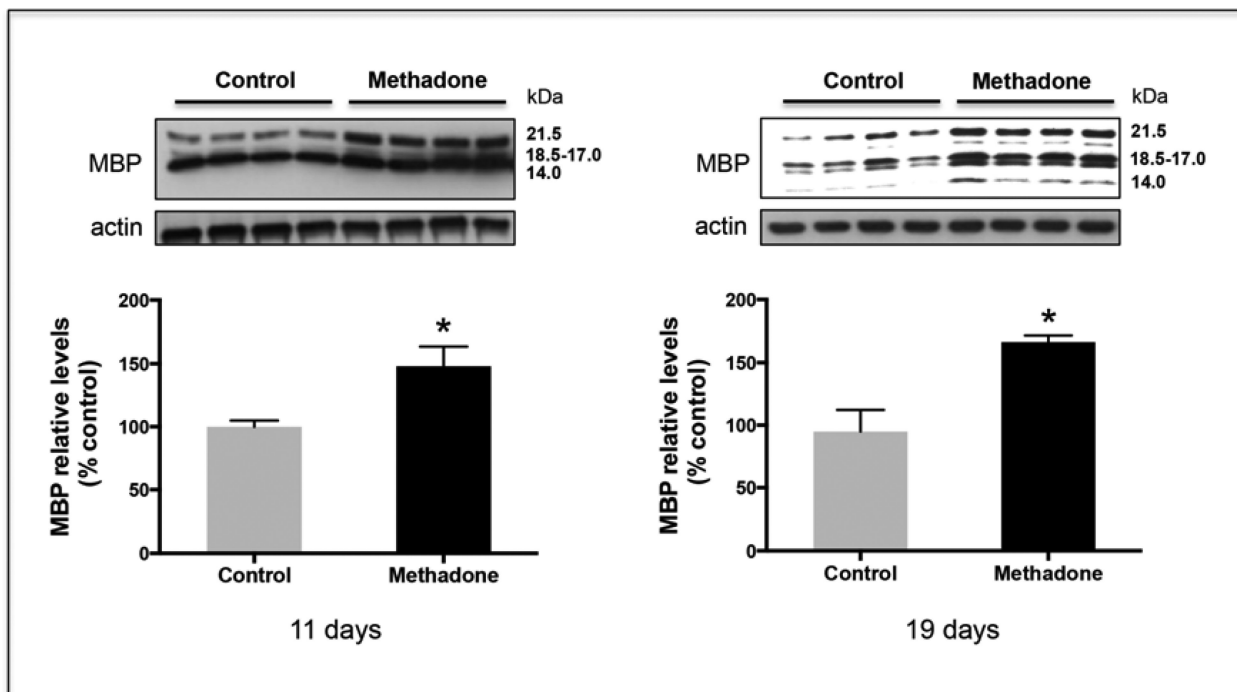 Control Methadone
kDa
MBP
21.5
18.5-17.0
14.0
actin
MBP relative levels
(% control)
200
150
100
50
0
*
Control Methadone
11 days
Control Methadone
kDa
MBP
21.5
18.5-17.0
14.0
actin
MBP relative levels
(% control)
200
150
100
50
0
*
Control Methadone
19 days